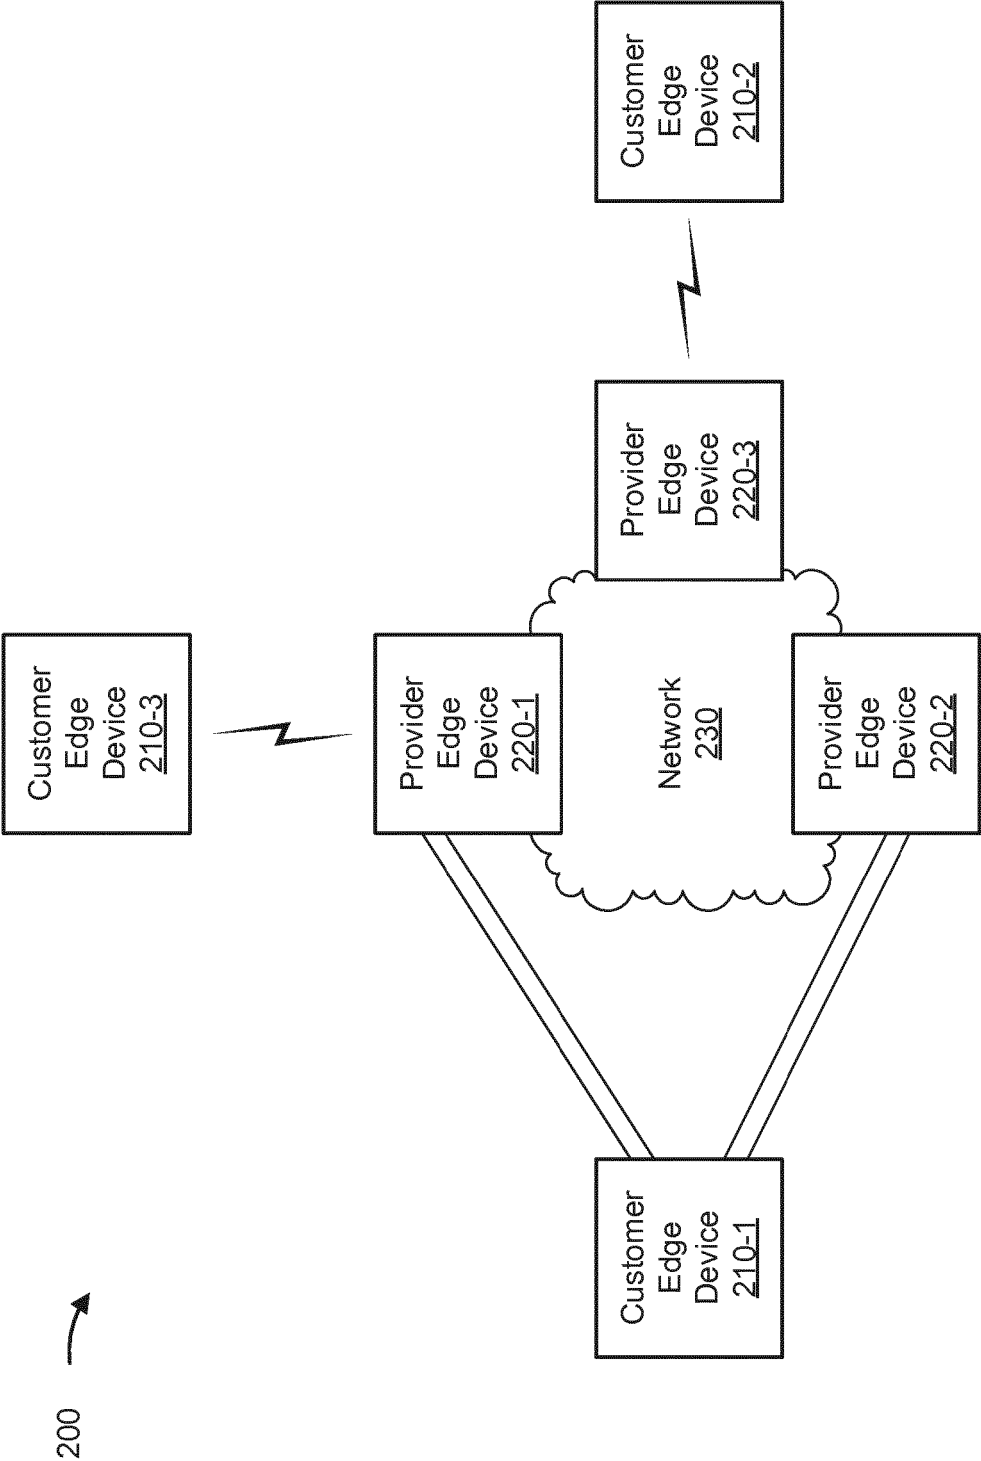 200
Customer
Edge
Device
210-3
Customer
Edge
Device
210-1
Provider
Edge
Device
220-1
Network
230
Provider
Edge
Device
220-2
Provider
Edge
Device
220-3
Customer
Edge
Device
210-2